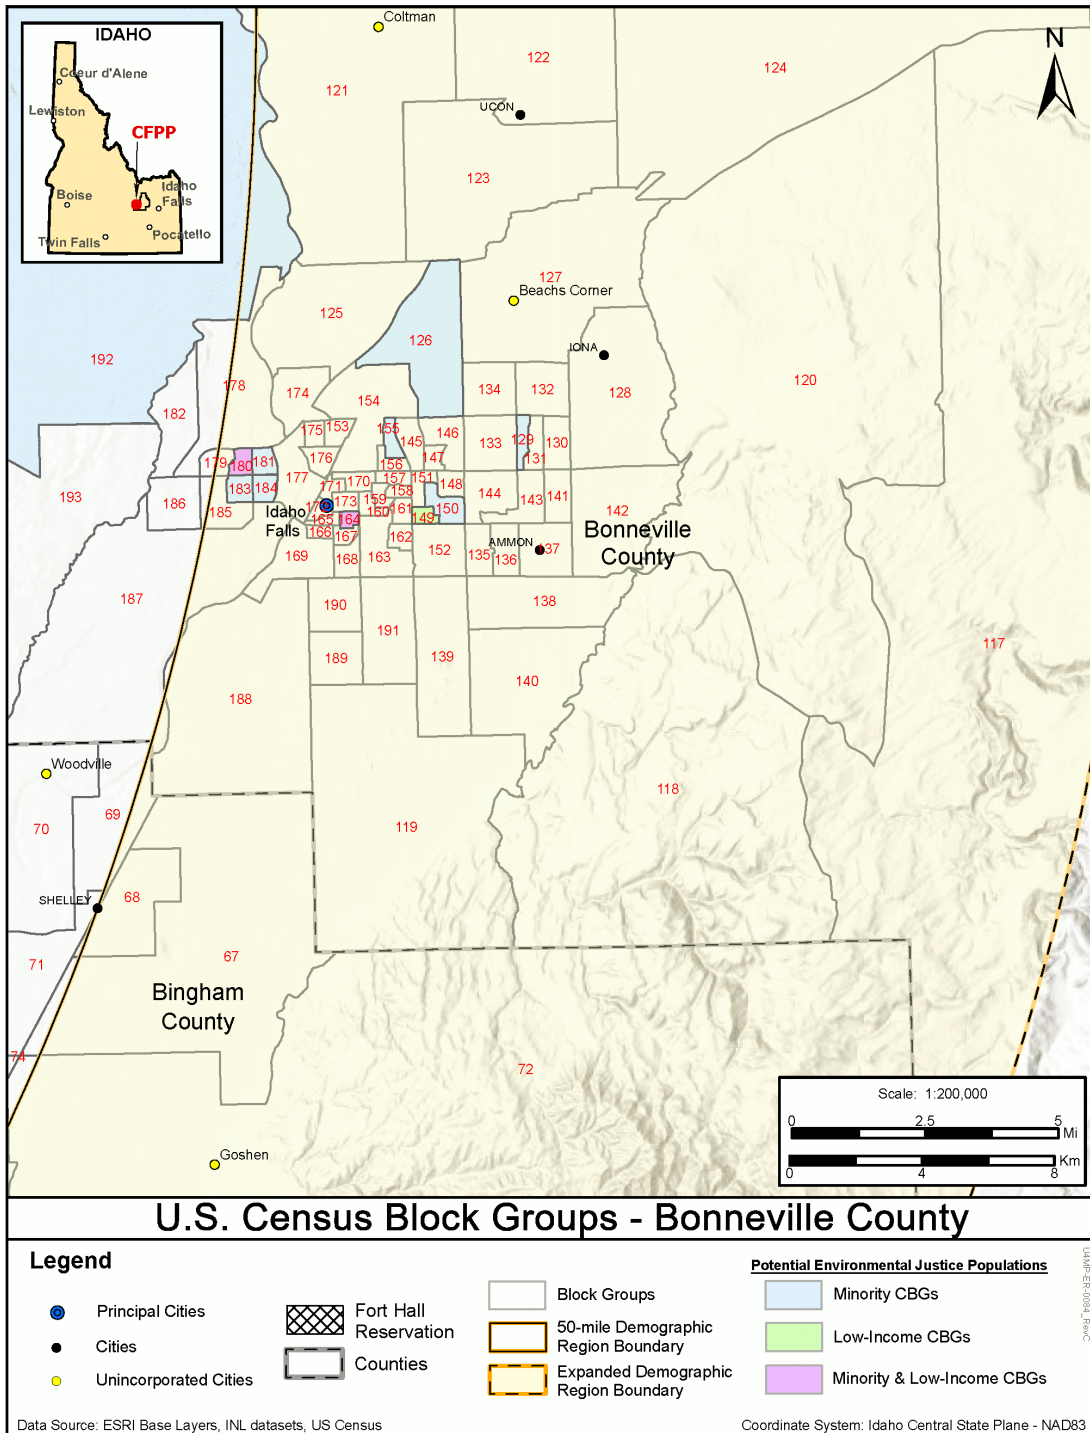 IDAHO
Coeur d'Alene
Lewiston
CFPP
Boise
Idaho
Falls
Twin Falls
Pocatello
Coltman
N
122
124
121
UCON
123
127
Beachs Corner
125
126
IONA
192
120
178
174
154
134
132
128
182
175
153
155
145
146
133
129
130
131
179
180
181
176
156
147
193
177
171
170
157
151
148
144
183
184
158
143
141
186
185
173
159
161
150
142
Idaho
Falls
165
164
160
149
166
167
162
Bonneville
County
169
168
163
152
AMMON
135
136
137
187
190
138
191
117
189
139
188
140
Woodville
118
69
70
119
SHELLEY
68
71
67
Bingham
County
74
72
Scale: 1:200,000
0
2.5
5
Mi
Km
0
4
8
Goshen
U.S. Census Block Groups - Bonneville County
Legend
Principal Cities
Cities
Unincorporated Cities
Fort Hall
Reservation
Counties
Block Groups
50-mile Demographic
Region Boundary
Expanded Demographic
Region Boundary
Potential Environmental Justice Populations
Minority CBGs
Low-Income CBGs
Minority & Low-Income CBGs
U4MP-ER-0084_RevC
Data Source: ESRI Base Layers, INL datasets, US Census
Coordinate System: Idaho Central State Plane - NAD83